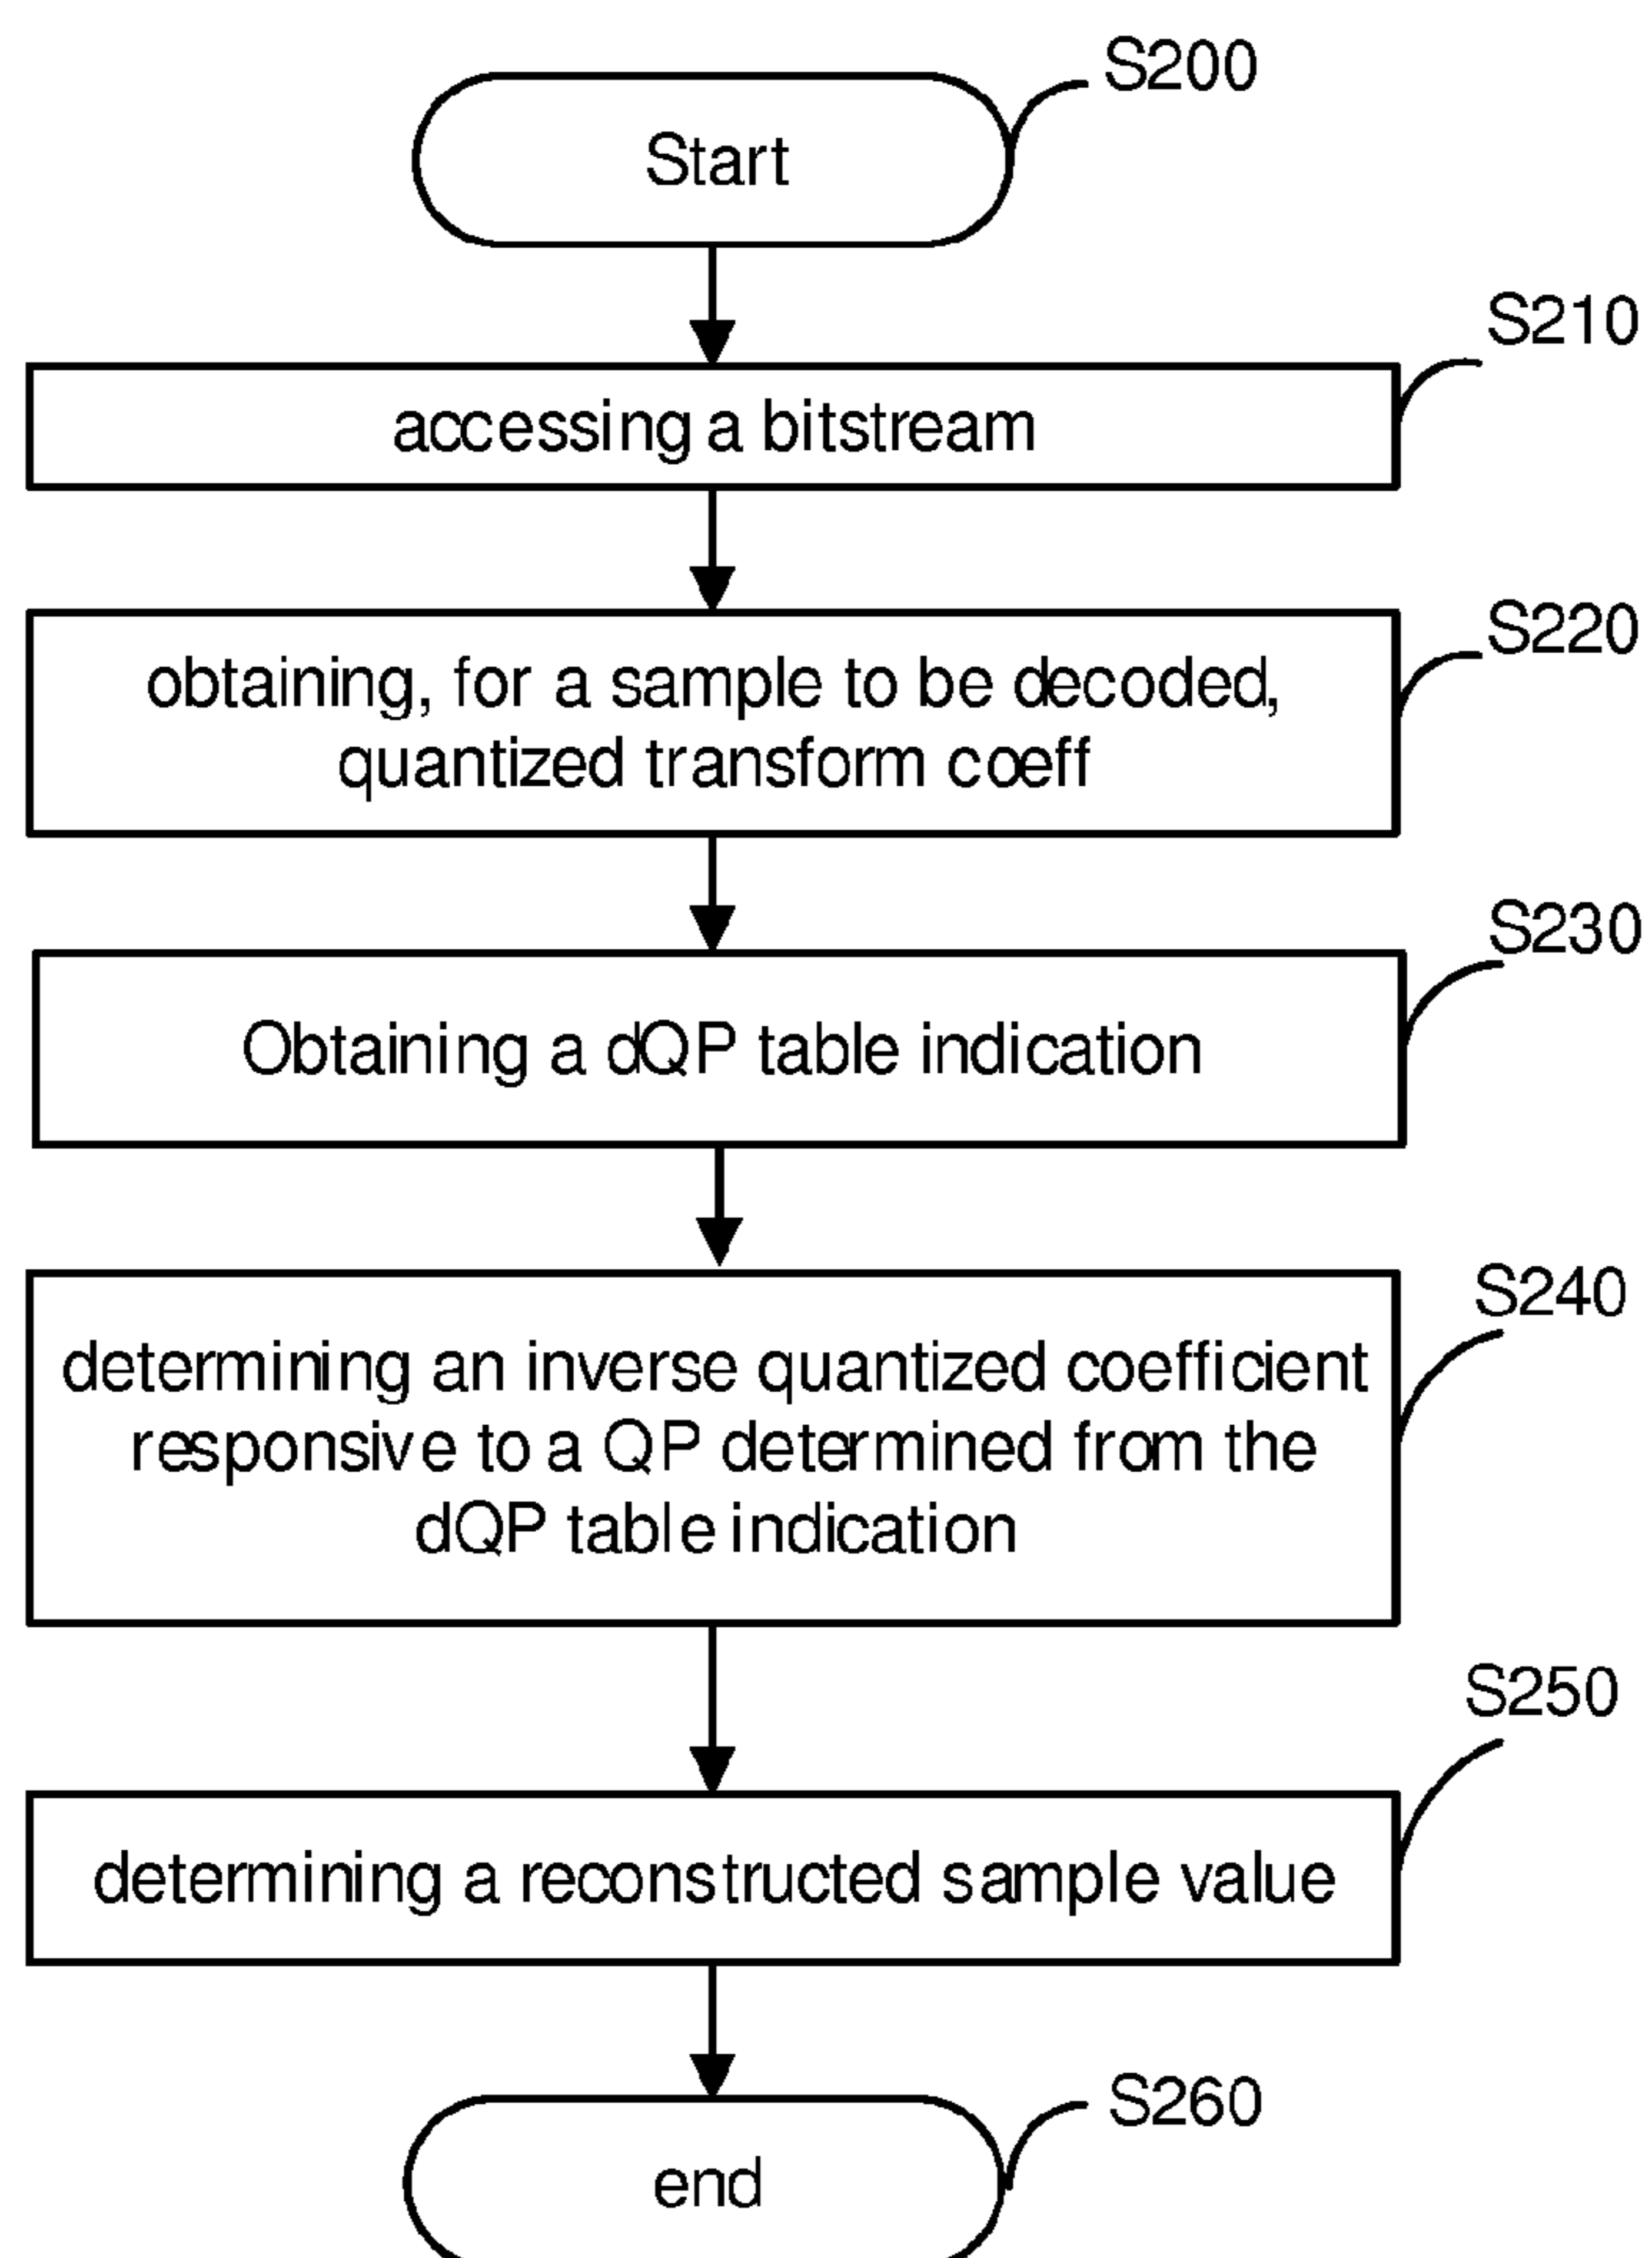 S200
Start
S210
accessing a bitstream
S220
obtaining, for a sample to be decoded,
quantized transform coeff
S230
Obtaining a dQP table indication
S240
determining an inverse quantized coefficient
responsive to a QP determined from the
dQP table indication
S250
determining a reconstructed sample value
S260
end